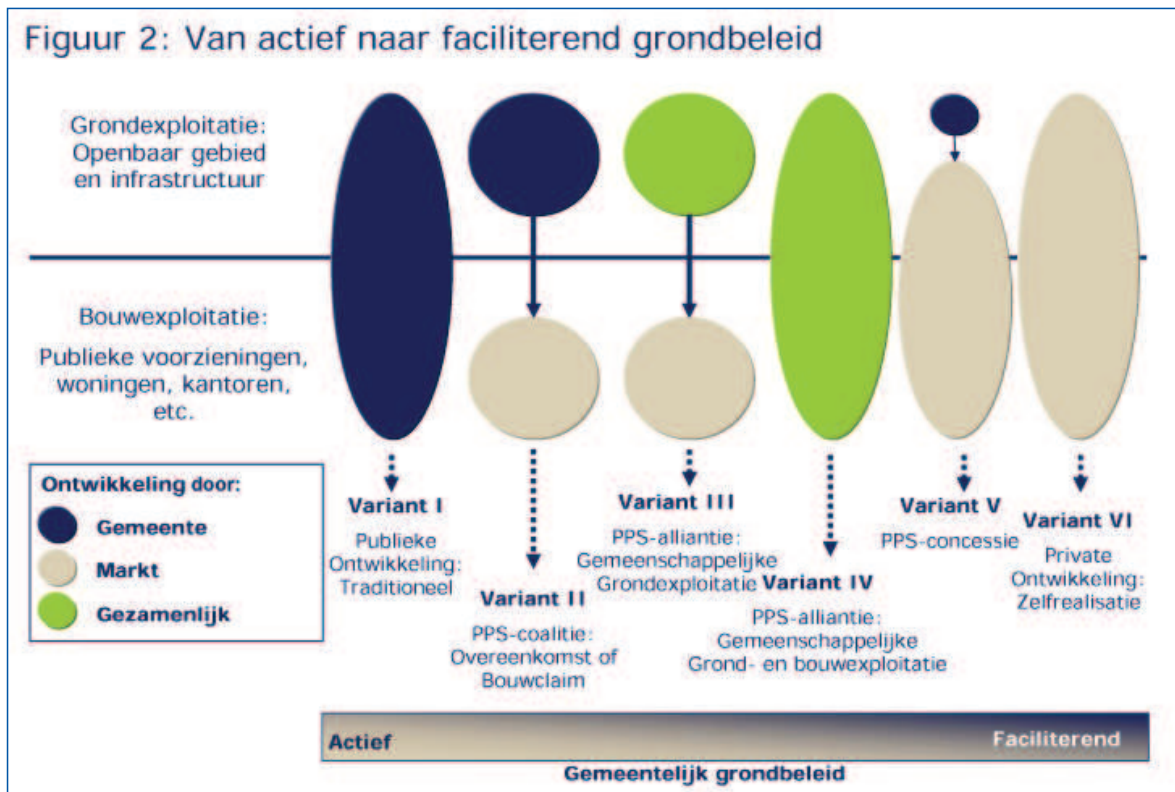 Figuur 2: Van actief naar faciliterend grondbeleid
Grondexploitatie:
Openbaar gebied
en infrastructuur
Bouwexploitatie:
Publieke voorzieningen,
woningen, kantoren,
etc.
Ontwikkeling door:
Gemeente
Markt
Gezamenlijk
Variant I
Publieke
Ontwikkeling:
Traditioneel
Variant II
PPS-coalitie:
Overeenkomst of
Bouwclaim
Variant III
PPS-alliantie:
Gemeenschappelijke
Grondexploitatie
Variant IV
PPS-alliantie:
Gemeenschappelijke
Grond- en bouwexploitatie
Variant V
PPS-concessie
Variant VI
Private
Ontwikkeling:
Zelfrealisatie
Actief
Faciliterend
Gemeentelijk grondbeleid